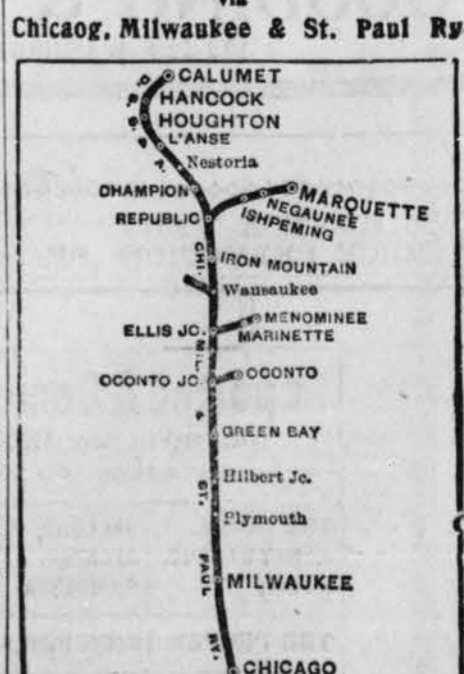 via
Chicaog, Milwaukee & St. Paul Ry
CALUMET
HANCOCK
HOUGHTON
L'ANSE
Nestoria
CHAMPION
MARQUETTE
REPUBLIC
NEGAUNEE
ISHPEMING
CHI.
IRON MOUNTAIN
Wausaukee
MENOMINEE
ELLIS JC.
MARINETTE
MIL.
OCONTO JC.
OCONTO
&
GREEN BAY
Hilbert Jc.
ST.
Plymouth
PAUL
MILWAUKEE
RY.
CHICAGO